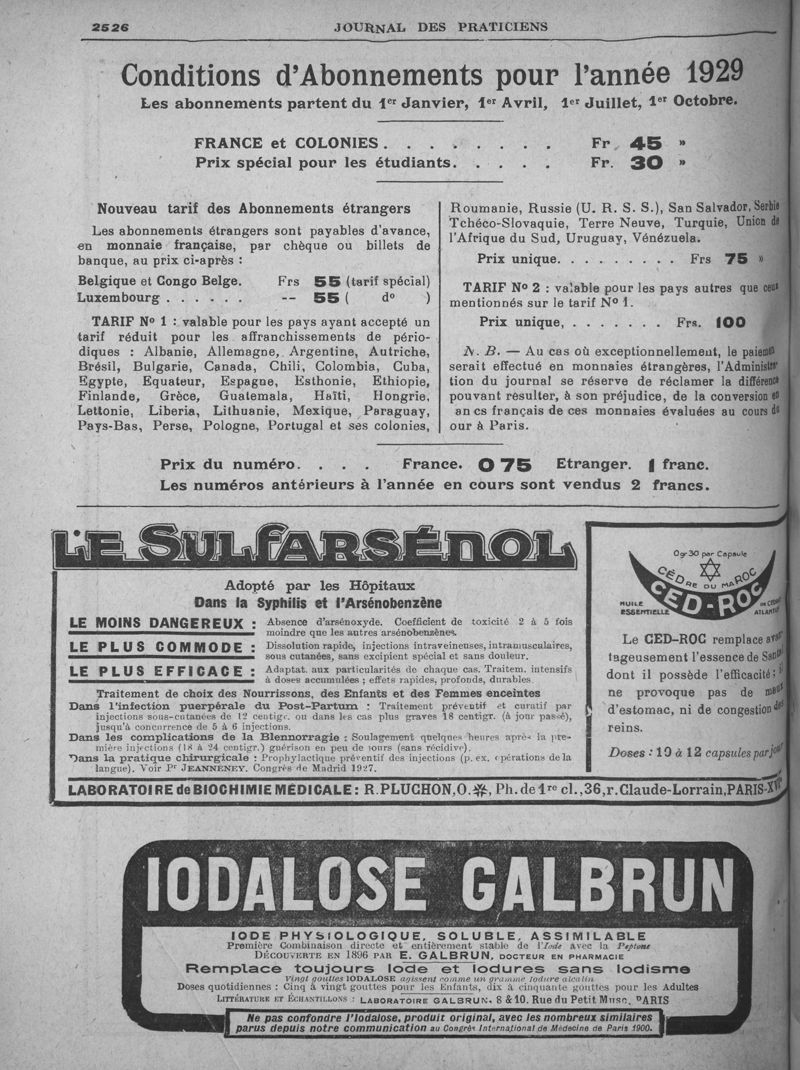 2526
JOURNAL DES PRATICIENS
Conditions d'Abonnements pour l'année 1929
Les abonnements partent du 1er Janvier, 1er Avril, 1er Juillet, 1er Octobre.
FRANCE et COLONIES . . . . . . . . Fr 45 »
Prix spécial pour les étudiants. . . . . Fr. 30 »
Nouveau tarif des Abonnements étrangers
Les abonnements étrangers sont payables d'avance,
en monnaie française, par chèque ou billets de
banque, au prix ci-après :
Belgique et Congo Belge. Frs 55 (tarif spécial)
Luxembourg . . . . . . -- 55 ( do )
TARIF No 1 : valable pour les pays ayant accepté un
tarif réduit pour les affranchissements de pério-
diques : Albanie, Allemagne, Argentine, Autriche,
Brésil, Bulgarie, Canada, Chili, Colombia, Cuba,
Egypte, Equateur, Espagne, Esthonie, Ethiopie,
Finlande, Grèce, Guatemala, Haïti, Hongrie,
Lettonie, Liberia, Lithuanie, Mexique, Paraguay,
Pays-Bas, Perse, Pologne, Portugal et ses colonies,
Roumanie, Russie (U. R. S. S.), San Salvador, Serbie
Tchéco-Slovaquie, Terre Neuve, Turquie, Union de
l'Afrique du Sud, Uruguay, Vénézuela.
Prix unique. . . . . . . . . Frs 75 »
TARIF No 2 : valable pour les pays autres que ceux
mentionnés sur le tarif No 1.
Prix unique, . . . . . . . Frs. 100
N. B. — Au cas où exceptionnellement, le paiement
serait effectué en monnaies étrangères, l'Administra-
tion du journal se réserve de réclamer la différence
pouvant résulter, à son préjudice, de la conversion en
an cs français de ces monnaies évaluées au cours du
our à Paris.
Prix du numéro. . . . France. 0 75 Etranger. 1 franc.
Les numéros antérieurs à l'année en cours sont vendus 2 francs.
LE SULFARSÉNOL
Adopté par les Hôpitaux
Dans la Syphilis et l'Arsénobenzène
LE MOINS DANGEREUX : Absence d'arsénoxyde. Coefficient de toxicité 2 à 5 fois
moindre que les autres arsénobenzènes.
LE PLUS COMMODE : Dissolution rapide, injections intraveineuses, intramusculaires,
sous cutanées, sans excipient spécial et sans douleur.
LE PLUS EFFICACE : Adaptat. aux particularités de chaque cas. Traitem. intensifs
à doses accumulées ; effets rapides, profonds, durables
Traitement de choix des Nourrissons, des Enfants et des Femmes enceintes
Dans l'infection puerpérale du Post-Partum : Traitement préventif et curatif par
injections sous-cutanées de 12 centigr. ou dans les cas plus graves 18 centigr. (à jour passé),
jusqu'à concurrence de 5 à 6 injections.
Dans les complications de la Blennorragie : Soulagement quelques heures après la pre-
mière injections (18 à 24 centigr.) guérison en peu de jours (sans récidive).
Dans la pratique chirurgicale : Prophylactique préventif des injections (p. ex. opérations de la
langue). Voir Pr JEANNENEY. Congrès de Madrid 1927.
0gr30 par Capsule
CÈDRE DU MAROC
CED-ROC
HUILE
ESSENTIELLE
DE CÈDRE
ATLANTIC
Le CED-ROC remplace avan-
tageusement l'essence de Santal
dont il possède l'efficacité ; il
ne provoque pas de maux
d'estomac, ni de congestion des
reins.
Doses : 10 à 12 capsules par jour
LABORATOIRE de BIOCHIMIE MÉDICALE : R. PLUCHON, O. ✻, Ph. de 1re cl., 36, r. Claude-Lorrain, PARIS-XVIe
IODALOSE GALBRUN
IODE PHYSIOLOGIQUE, SOLUBLE, ASSIMILABLE
Première Combinaison directe et entièrement stable de l'Iode avec la Peptone
DÉCOUVERTE EN 1896 PAR E. GALBRUN, DOCTEUR EN PHARMACIE
Remplace toujours Iode et Iodures sans Iodisme
Vingt gouttes IODALOSE agissent comme un gramme Iodure alcalin
Doses quotidiennes : Cinq à vingt gouttes pour les Enfants, dix à cinquante gouttes pour les Adultes
LITTÉRATURE ET ÉCHANTILLONS : LABORATOIRE GALBRUN. 8 & 10. Rue du Petit Musc, PARIS
Ne pas confondre l'Iodalose, produit original, avec les nombreux similaires
parus depuis notre communication au Congrès International de Médecine de Paris 1900.